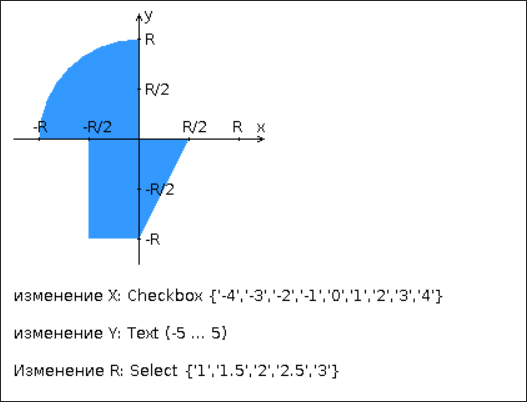 y
R
R/2
-R -R/2 R/2 R x
-R/2
-R
изменение X: Checkbox {'-4','-3','-2','-1','0','1','2','3','4'}
изменение Y: Text (-5 ... 5)
Изменение R: Select {'1','1.5','2','2.5','3'}